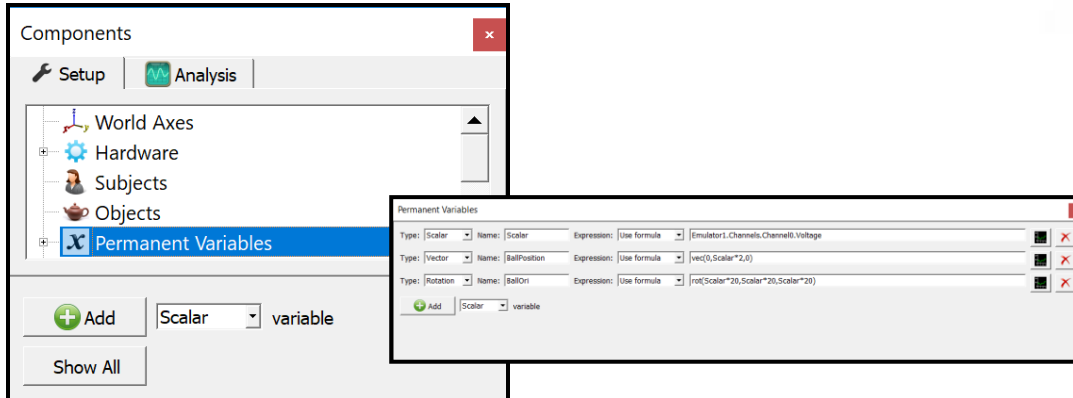 Components
Setup
Analysis
World Axes
Hardware
Subjects
Objects
x Permanent Variables
Add Scalar variable
Show All
Permanent Variables
Type: Scalar Name: Scalar Expression: Use formula Emulator1.Channels.Channel0.Voltage
Type: Vector Name: BallPosition Expression: Use formula vec(0,Scalar*2,0)
Type: Rotation Name: BallOri Expression: Use formula rot(Scalar*20,Scalar*20,Scalar*20)
Add Scalar variable